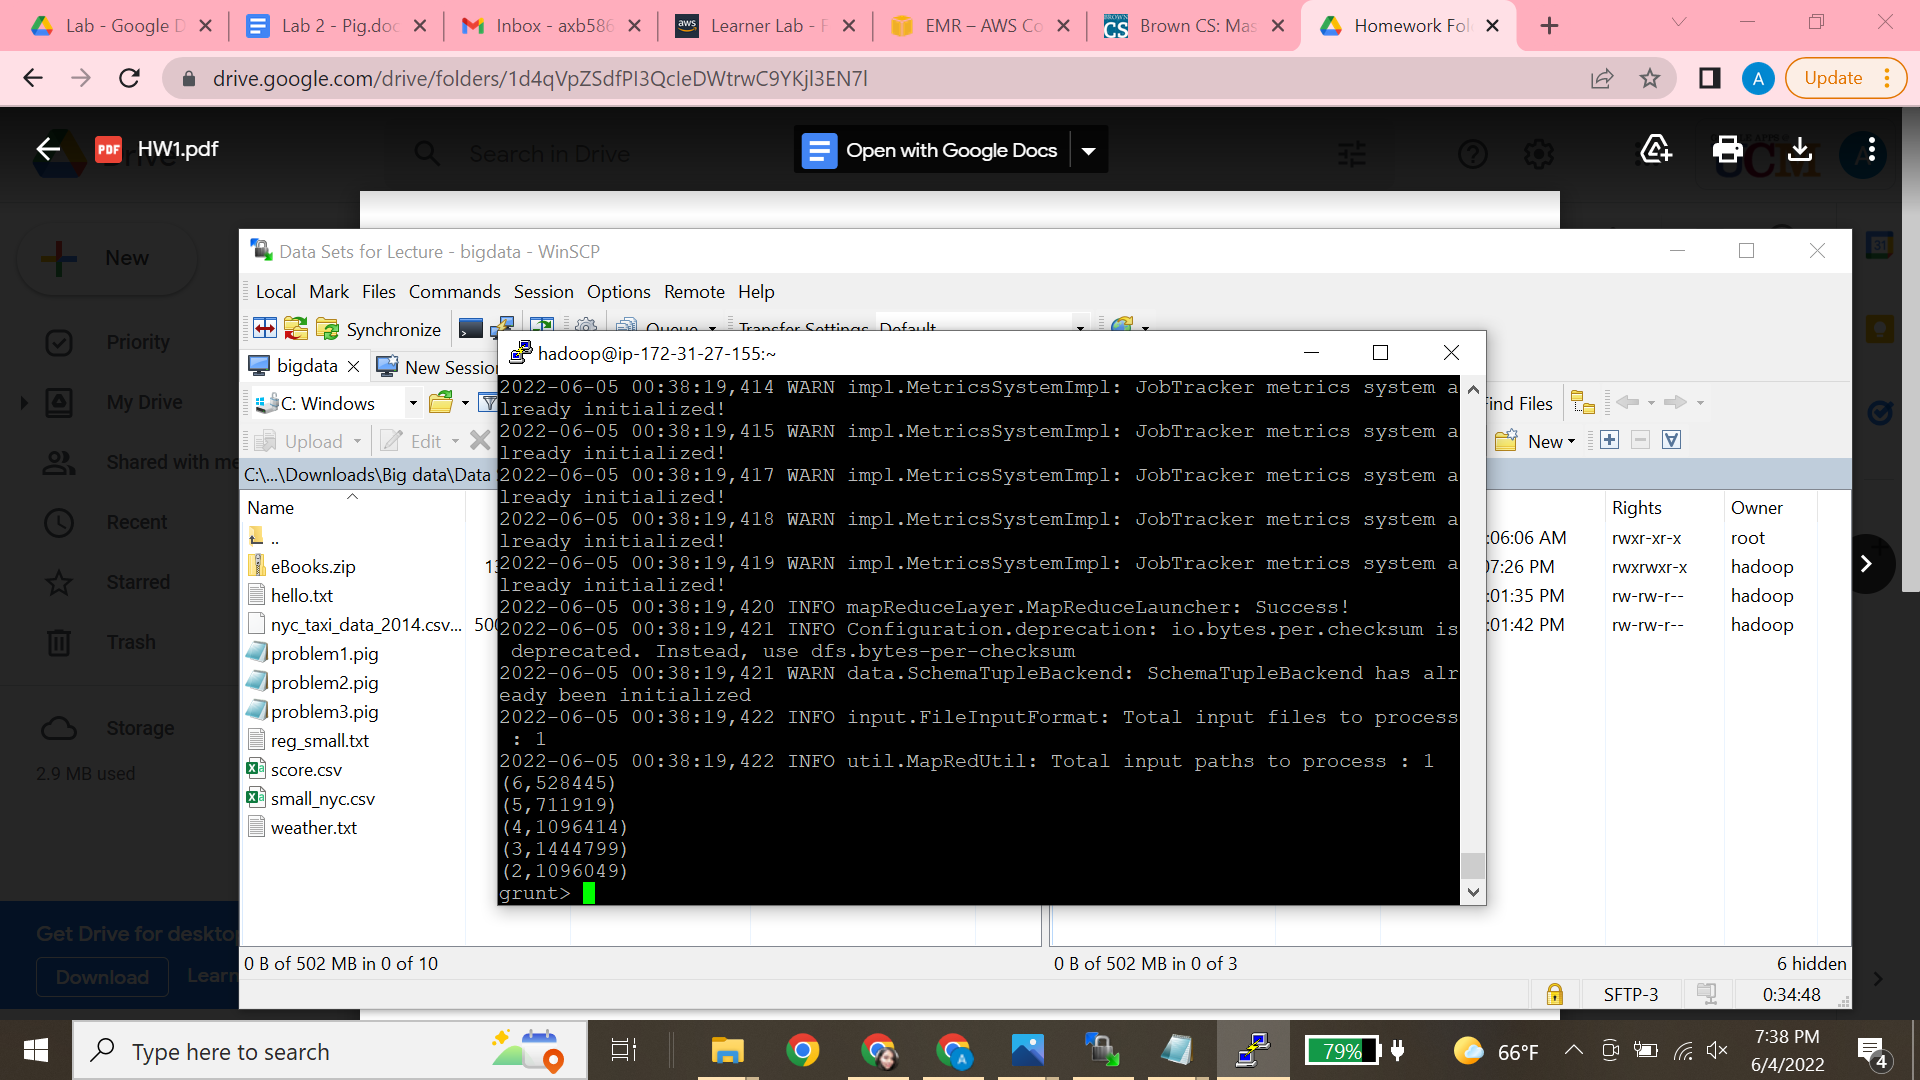 Lab - Google D
Lab 2 - Pig.doc
Inbox - axb586
Learner Lab - F
EMR – AWS Co
Brown CS: Mas
Homework Fol
drive.google.com/drive/folders/1d4qVpZSdfPI3QcIeDWtrwC9YKjl3EN7l
A
Update
PDF HW1.pdf
Search in Drive
Open with Google Docs
New
Priority
My Drive
Shared with me
Recent
Starred
Trash
Storage
2.9 MB used
Get Drive for desktop
Download
Learn
Data Sets for Lecture - bigdata - WinSCP
Local Mark Files Commands Session Options Remote Help
Synchronize
Queue
Transfer Settings Default
bigdata
New Session
C: Windows
Upload
Edit
Find Files
New
C:\...\Downloads\Big data\Data
Name
..
eBooks.zip
hello.txt
nyc_taxi_data_2014.csv... 500
problem1.pig
problem2.pig
problem3.pig
reg_small.txt
score.csv
small_nyc.csv
weather.txt
Rights Owner
:06:06 AM rwxr-xr-x root
07:26 PM rwxrwxr-x hadoop
:01:35 PM rw-rw-r-- hadoop
:01:42 PM rw-rw-r-- hadoop
hadoop@ip-172-31-27-155:~
2022-06-05 00:38:19,414 WARN impl.MetricsSystemImpl: JobTracker metrics system a
lready initialized!
2022-06-05 00:38:19,415 WARN impl.MetricsSystemImpl: JobTracker metrics system a
lready initialized!
2022-06-05 00:38:19,417 WARN impl.MetricsSystemImpl: JobTracker metrics system a
lready initialized!
2022-06-05 00:38:19,418 WARN impl.MetricsSystemImpl: JobTracker metrics system a
lready initialized!
2022-06-05 00:38:19,419 WARN impl.MetricsSystemImpl: JobTracker metrics system a
lready initialized!
2022-06-05 00:38:19,420 INFO mapReduceLayer.MapReduceLauncher: Success!
2022-06-05 00:38:19,421 INFO Configuration.deprecation: io.bytes.per.checksum is
deprecated. Instead, use dfs.bytes-per-checksum
2022-06-05 00:38:19,421 WARN data.SchemaTupleBackend: SchemaTupleBackend has alr
eady been initialized
2022-06-05 00:38:19,422 INFO input.FileInputFormat: Total input files to process
: 1
2022-06-05 00:38:19,422 INFO util.MapRedUtil: Total input paths to process : 1
(6,528445)
(5,711919)
(4,1096414)
(3,1444799)
(2,1096049)
grunt>
0 B of 502 MB in 0 of 10
0 B of 502 MB in 0 of 3
6 hidden
SFTP-3
0:34:48
Type here to search
79%
66°F
7:38 PM
6/4/2022
4